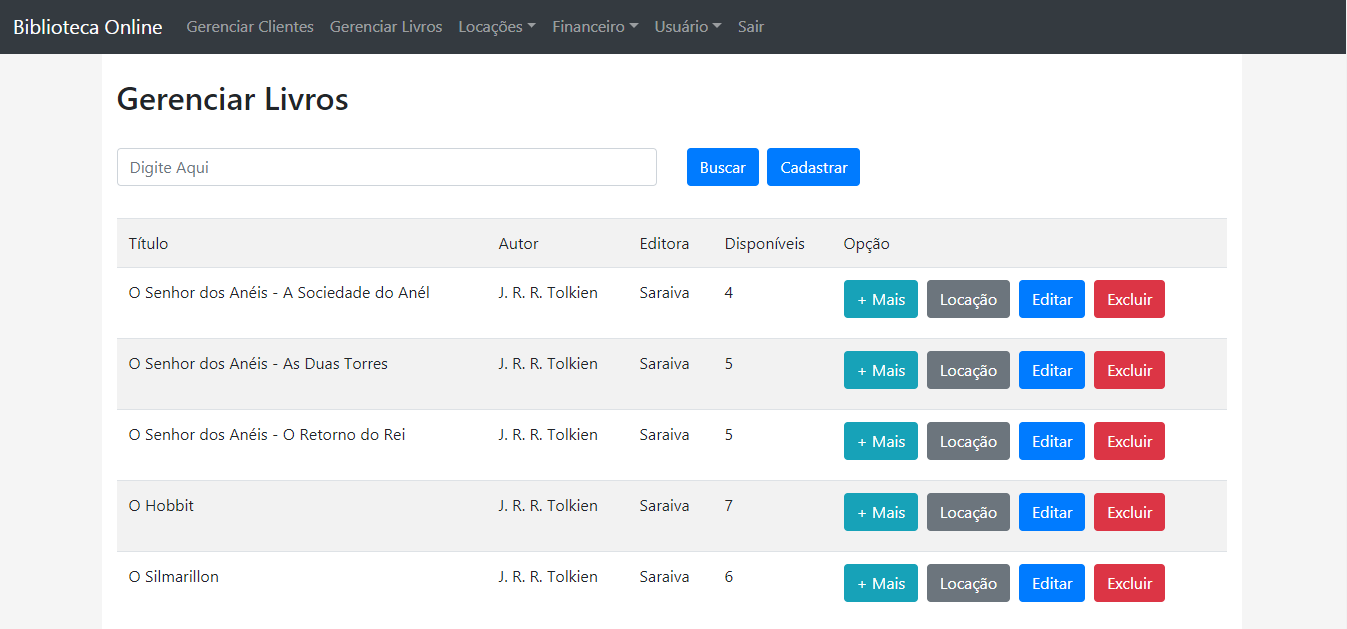 Biblioteca Online Gerenciar Clientes Gerenciar Livros Locações Financeiro Usuário Sair
Gerenciar Livros
Digite Aqui Buscar Cadastrar
Título Autor Editora Disponíveis Opção
O Senhor dos Anéis - A Sociedade do Anél J. R. R. Tolkien Saraiva 4 + Mais Locação Editar Excluir
O Senhor dos Anéis - As Duas Torres J. R. R. Tolkien Saraiva 5 + Mais Locação Editar Excluir
O Senhor dos Anéis - O Retorno do Rei J. R. R. Tolkien Saraiva 5 + Mais Locação Editar Excluir
O Hobbit J. R. R. Tolkien Saraiva 7 + Mais Locação Editar Excluir
O Silmarillon J. R. R. Tolkien Saraiva 6 + Mais Locação Editar Excluir